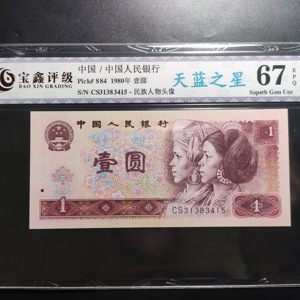 宝鑫评级
BAO XIN GRADING
中国 / 中国人民银行
Pick# 884 1980年 壹圆
S/N CS31383415 - 民族人物头像
天蓝之星
67 EPQ
Superb Gem Unc
中国人民银行
1
壹圆
1
CS31383415